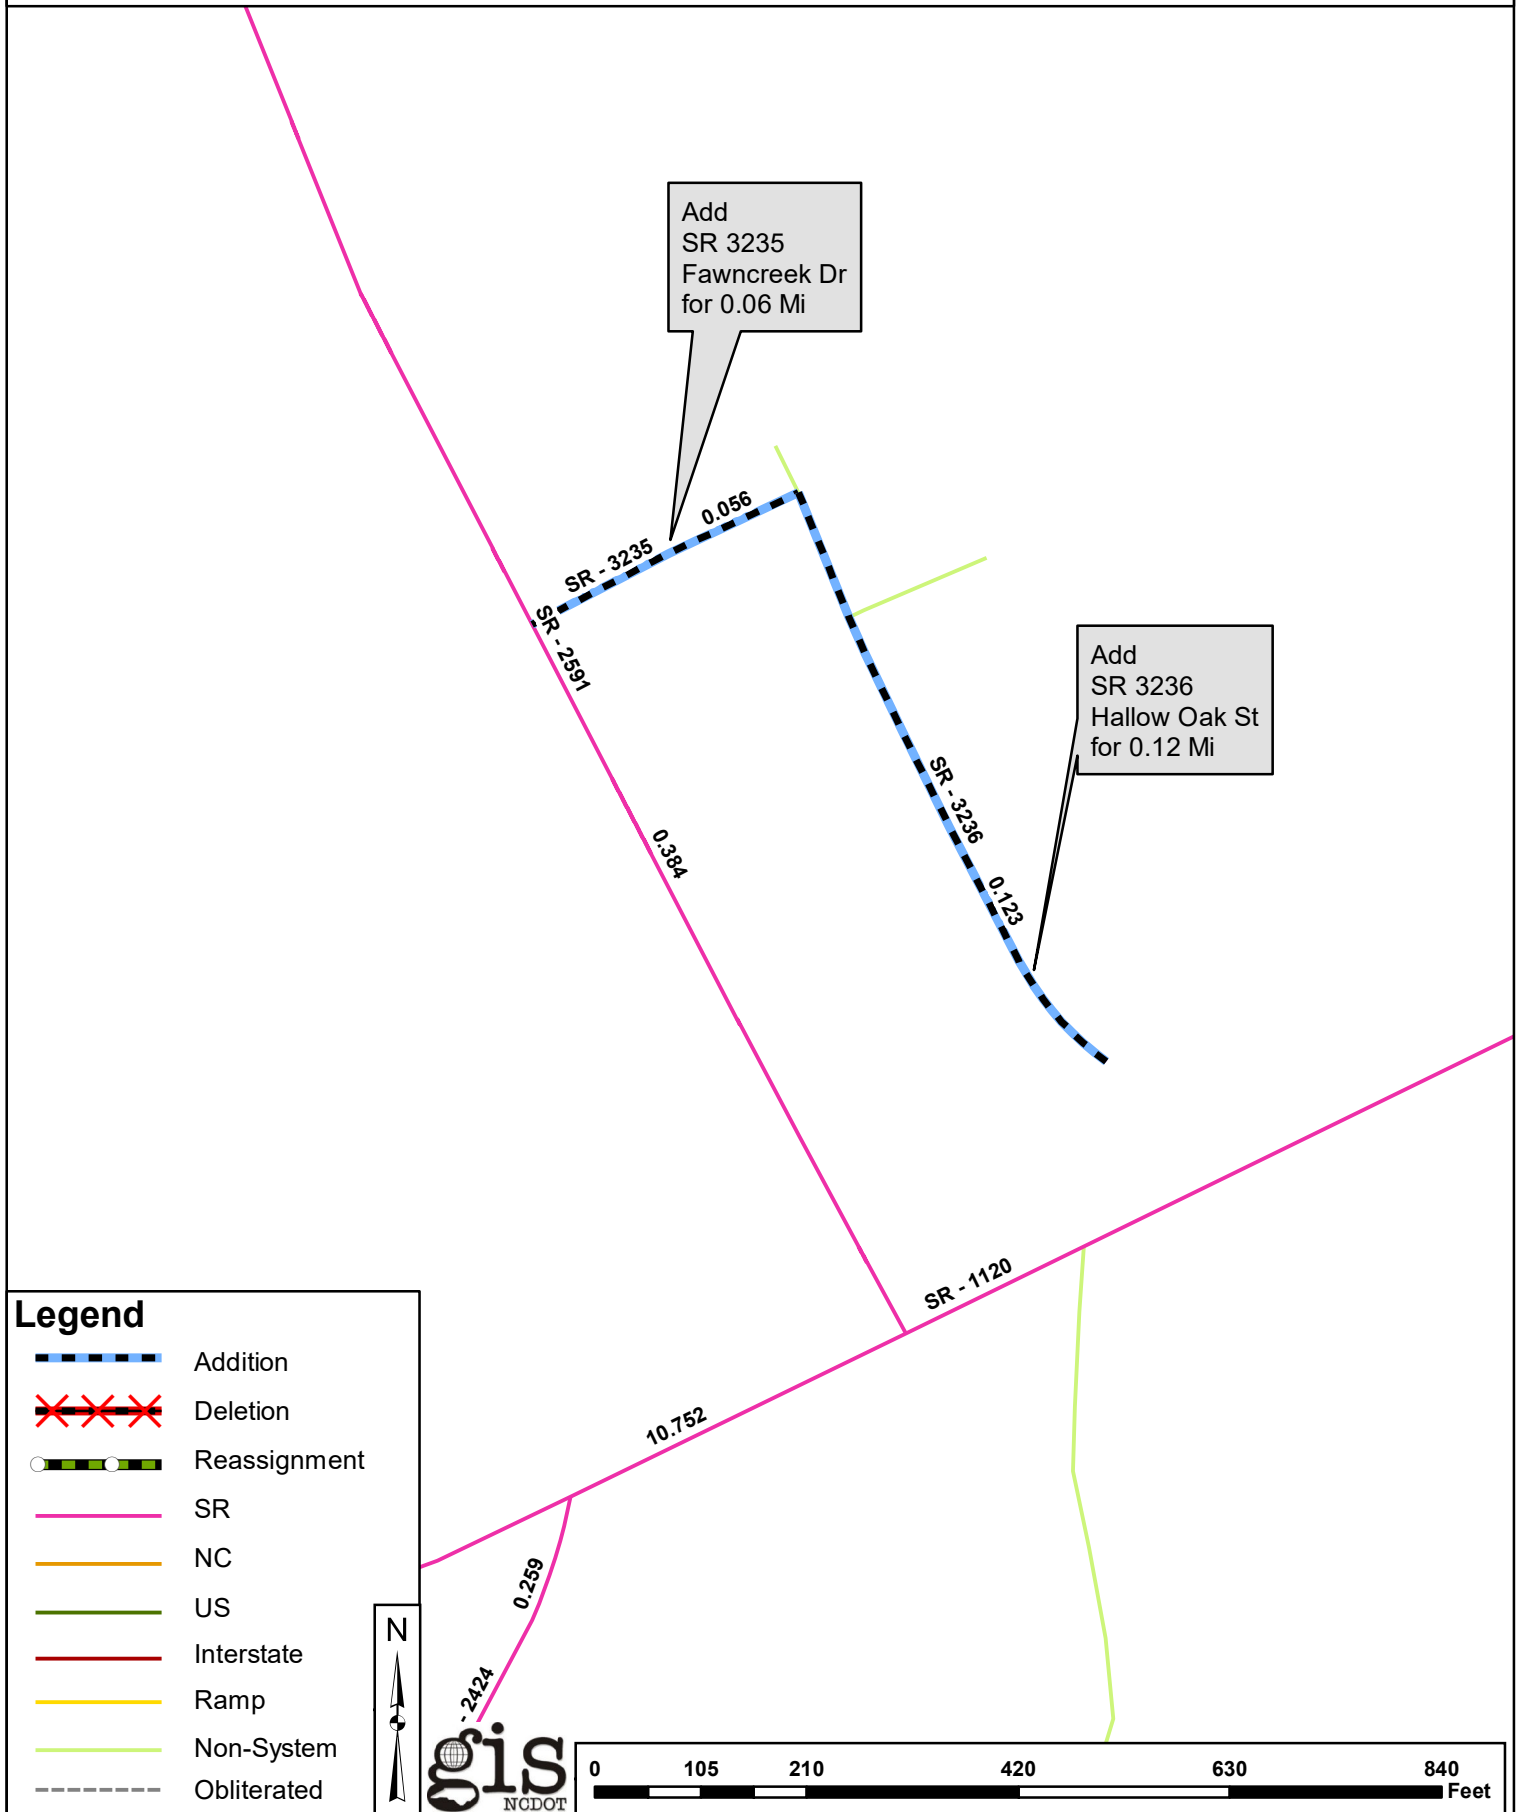 Add
SR 3235
Fawncreek Dr
for 0.06 Mi
0.056
SR - 3235
SR - 2591
Add
SR 3236
Hallow Oak St
for 0.12 Mi
SR - 3236
0.384
0.123
SR - 1120
10.752
0.259
- 2424
Legend
Addition
Deletion
Reassignment
SR
NC
US
Interstate
Ramp
Non-System
Obliterated
N
gis
NCDOT
0 105 210 420 630 840
Feet